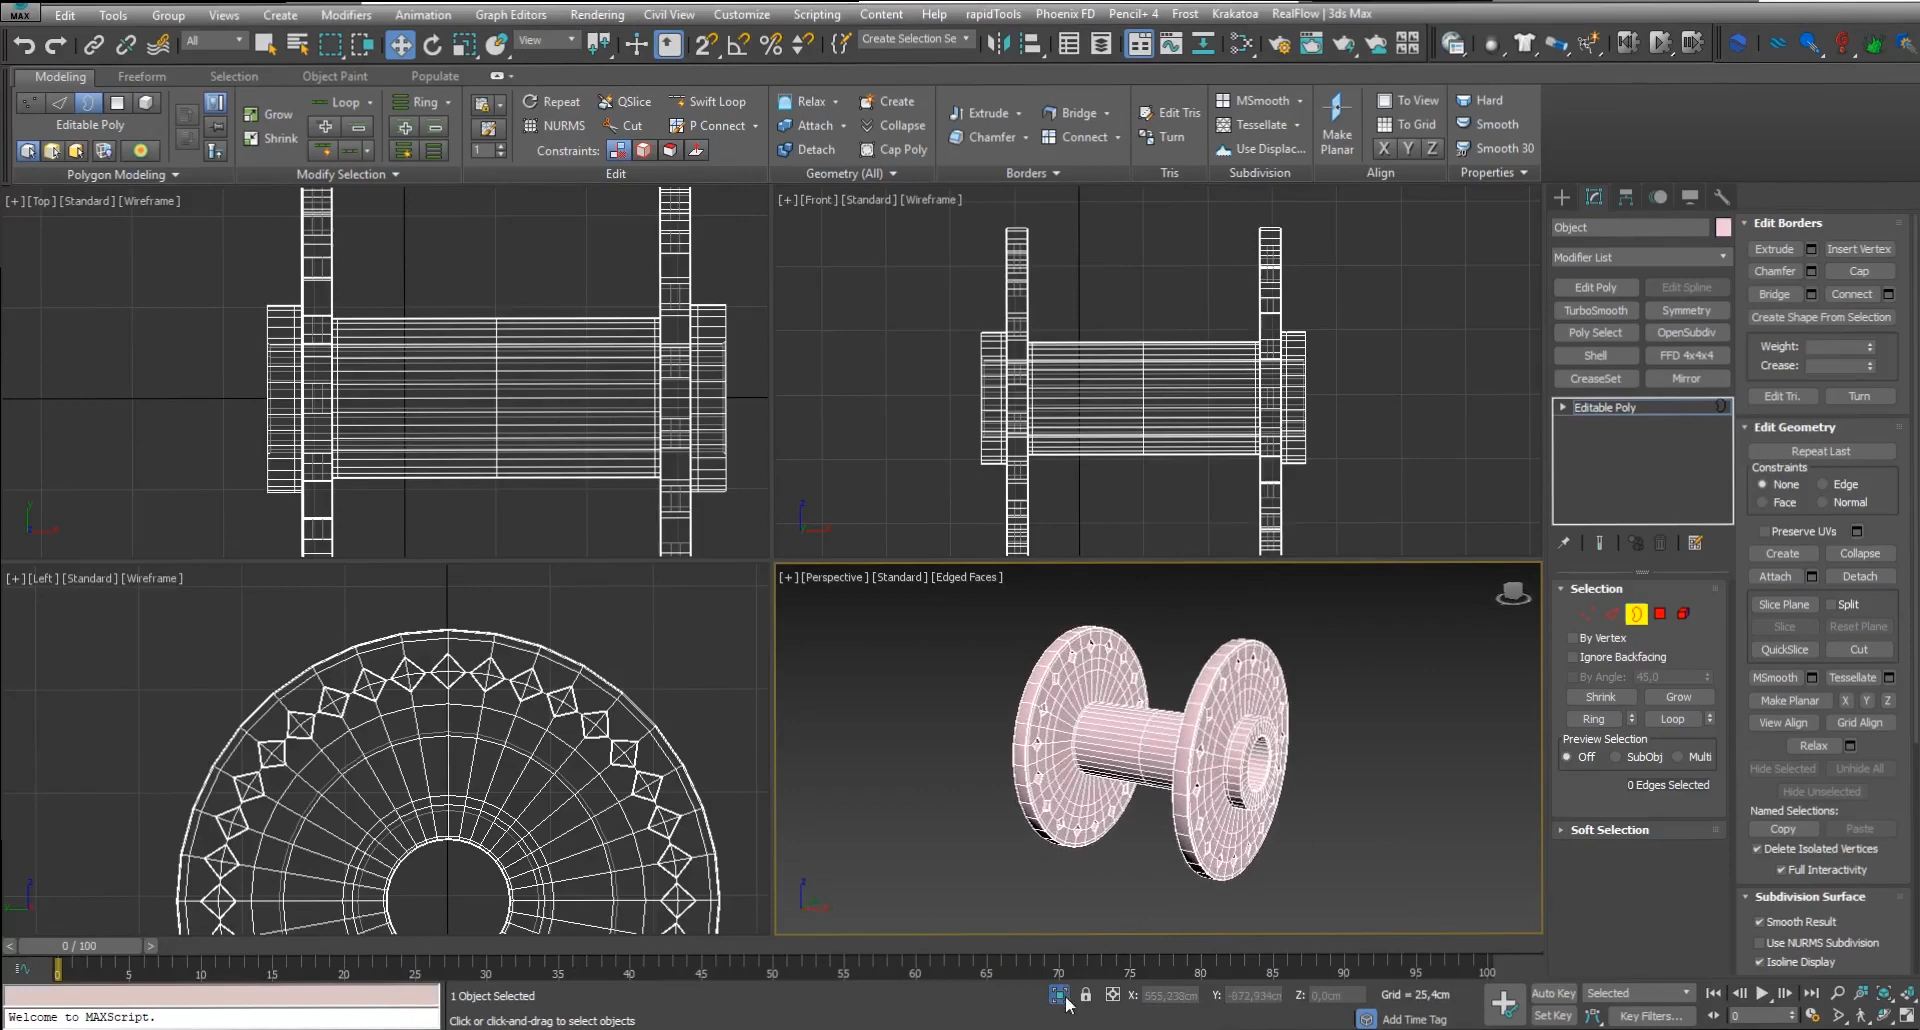 MAX Edit Tools Group Views Create Modifiers Animation Graph Editors Rendering Civil View Customize Scripting Content Help rapidTools Phoenix FD Pencil+ 4 Frost Krakatoa RealFlow | 3ds Max
All View Create Selection Se
Modeling Freeform Selection Object Paint Populate
Editable Poly
Polygon Modeling
Grow Loop Ring
Shrink
Modify Selection
1
Repeat QSlice Swift Loop
NURMS Cut P Connect
Constraints:
Edit
Relax Create
Attach Collapse
Detach Cap Poly
Geometry (All)
Extrude Bridge
Chamfer Connect
Borders
Edit Tris
Turn
Tris
MSmooth
Tessellate
Use Displac...
Subdivision
Make Planar
To View
To Grid
X Y Z
Align
Hard
Smooth
Smooth 30
Properties
[+] [Top] [Standard] [Wireframe]
[+] [Front] [Standard] [Wireframe]
[+] [Left] [Standard] [Wireframe]
[+] [Perspective] [Standard] [Edged Faces]
Object
Modifier List
Edit Poly Edit Spline
TurboSmooth Symmetry
Poly Select OpenSubdiv
Shell FFD 4x4x4
CreaseSet Mirror
Editable Poly
Selection
By Vertex
Ignore Backfacing
By Angle: 45,0
Shrink Grow
Ring Loop
Preview Selection
Off SubObj Multi
0 Edges Selected
Soft Selection
Edit Borders
Extrude Insert Vertex
Chamfer Cap
Bridge Connect
Create Shape From Selection
Weight:
Crease:
Edit Tri. Turn
Edit Geometry
Repeat Last
Constraints
None Edge
Face Normal
Preserve UVs
Create Collapse
Attach Detach
Slice Plane Split
Slice Reset Plane
QuickSlice Cut
MSmooth Tessellate
Make Planar X Y Z
View Align Grid Align
Relax
Hide Selected Unhide All
Hide Unselected
Named Selections:
Copy Paste
Delete Isolated Vertices
Full Interactivity
Subdivision Surface
Smooth Result
Use NURMS Subdivision
Isoline Display
< 0 / 100 >
0 5 10 15 20 25 30 35 40 45 50 55 60 65 70 75 80 85 90 95 100
1 Object Selected X: 555,238cm Y: -872,934cm Z: 0,0cm Grid = 25,4cm Auto Key Selected
Welcome to MAXScript. Click or click-and-drag to select objects Add Time Tag Set Key Key Filters... 0